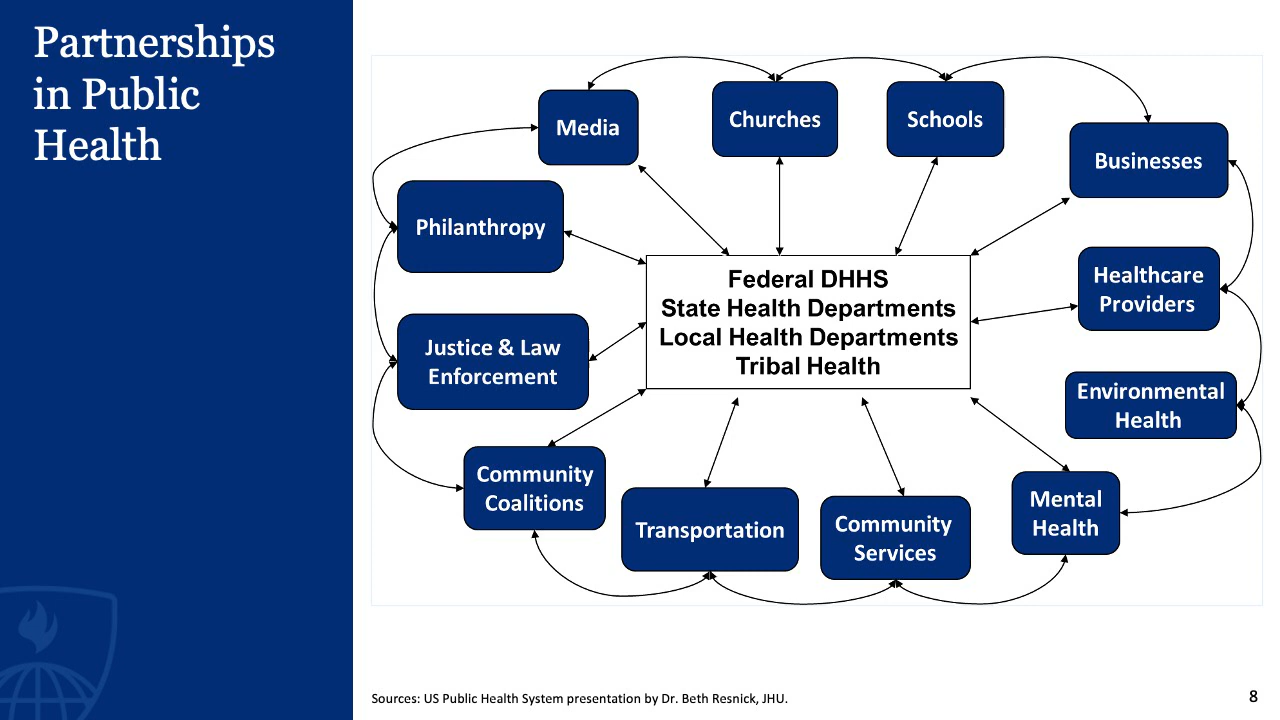 Partnerships
in Public
Health
Media
Churches
Schools
Businesses
Philanthropy
Healthcare
Providers
Federal DHHS
State Health Departments
Local Health Departments
Tribal Health
Justice & Law
Enforcement
Environmental
Health
Community
Coalitions
Transportation
Community
Services
Mental
Health
Sources: US Public Health System presentation by Dr. Beth Resnick, JHU.
8